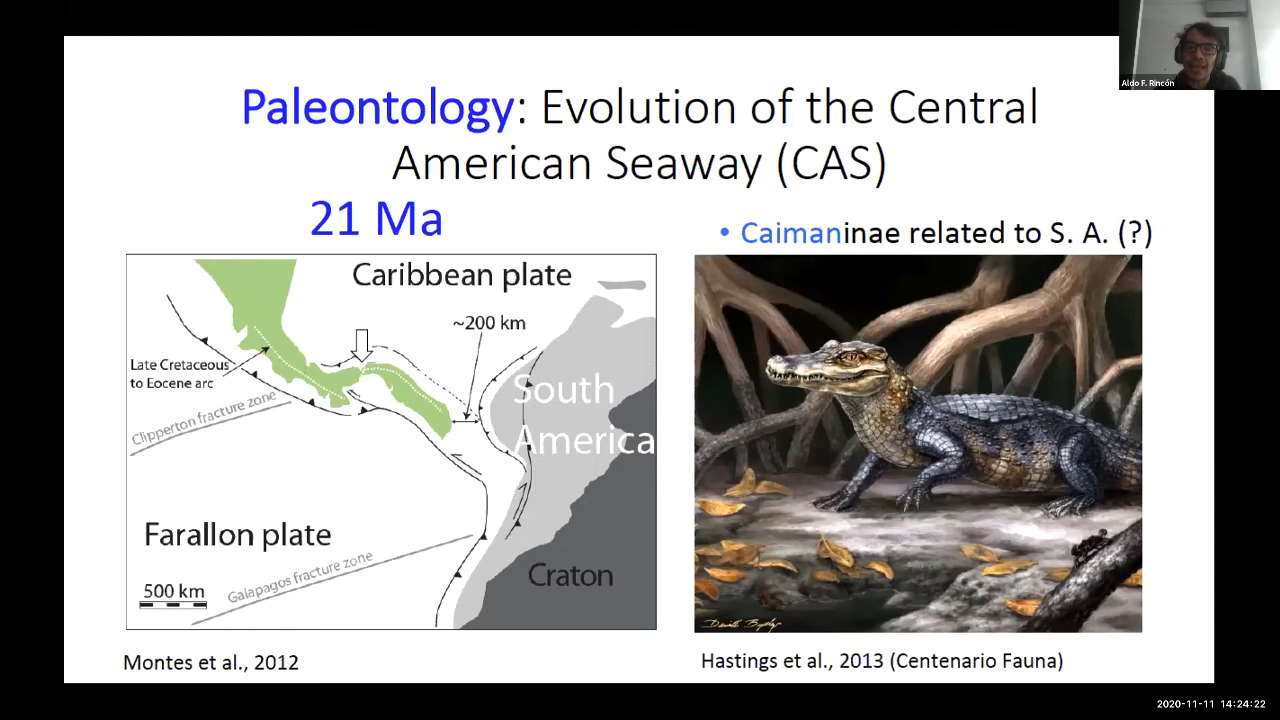 Aldo F. Rincón
Paleontology: Evolution of the Central
American Seaway (CAS)
21 Ma
• Caimaninae related to S. A. (?)
Caribbean plate
~200 km
Late Cretaceous
to Eocene arc
South
America
Clipperton fracture zone
Farallon plate
Galapagos fracture zone
Craton
500 km
Montes et al., 2012
Hastings et al., 2013 (Centenario Fauna)
2020-11-11 14:24:22